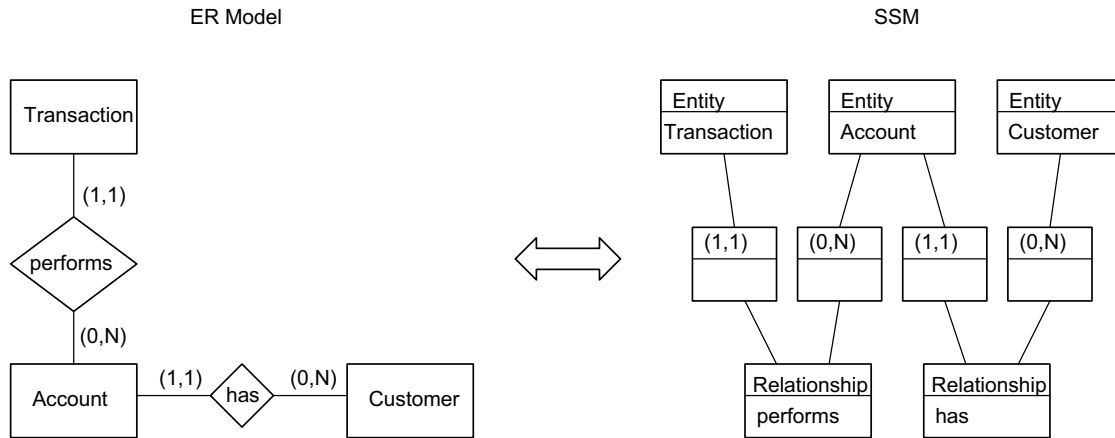 ER Model
SSM
Transaction
(1,1)
performs
(0,N)
Account
(1,1)
has
(0,N)
Customer
Entity
Transaction
Entity
Account
Entity
Customer
(1,1)
(0,N)
(1,1)
(0,N)
Relationship
performs
Relationship
has